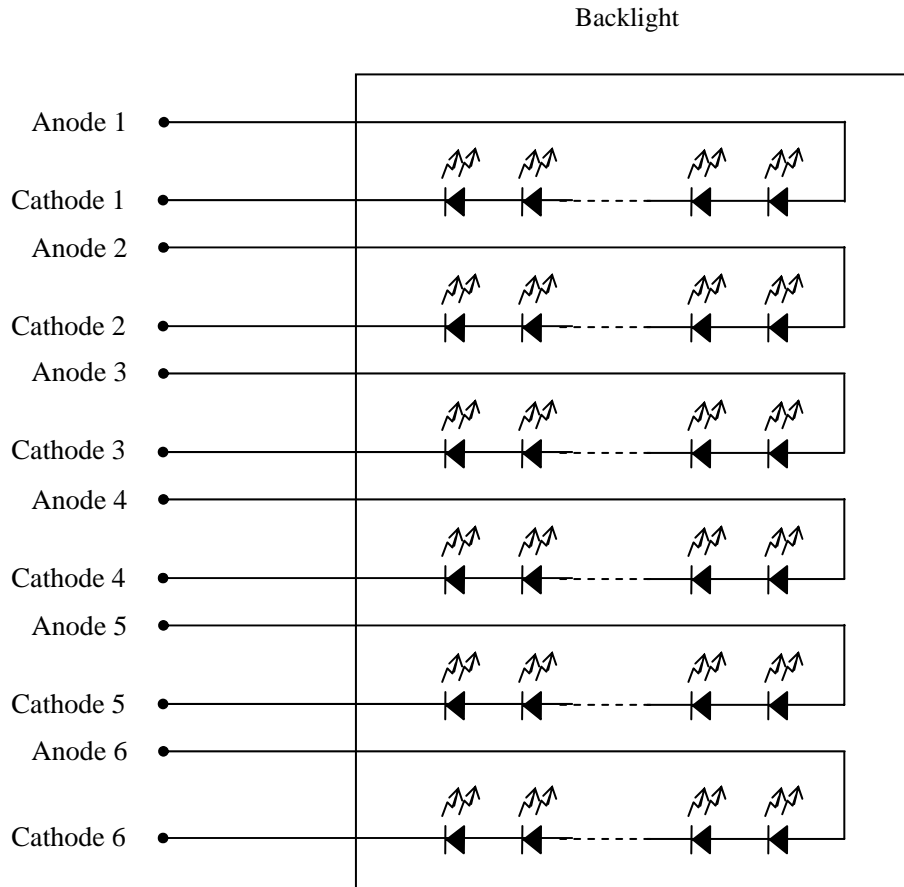 Backlight
Anode 1
Cathode 1
Anode 2
Cathode 2
Anode 3
Cathode 3
Anode 4
Cathode 4
Anode 5
Cathode 5
Anode 6
Cathode 6